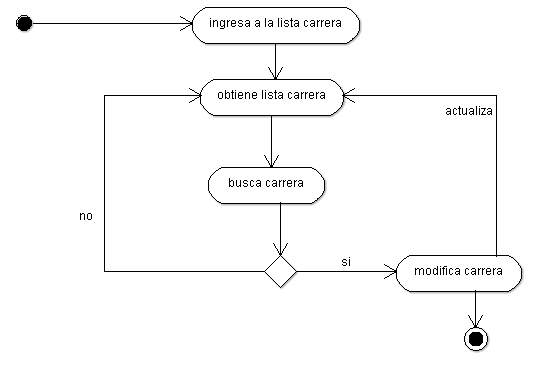 ingresa a la lista carrera
obtiene lista carrera
actualiza
busca carrera
no
si
modifica carrera